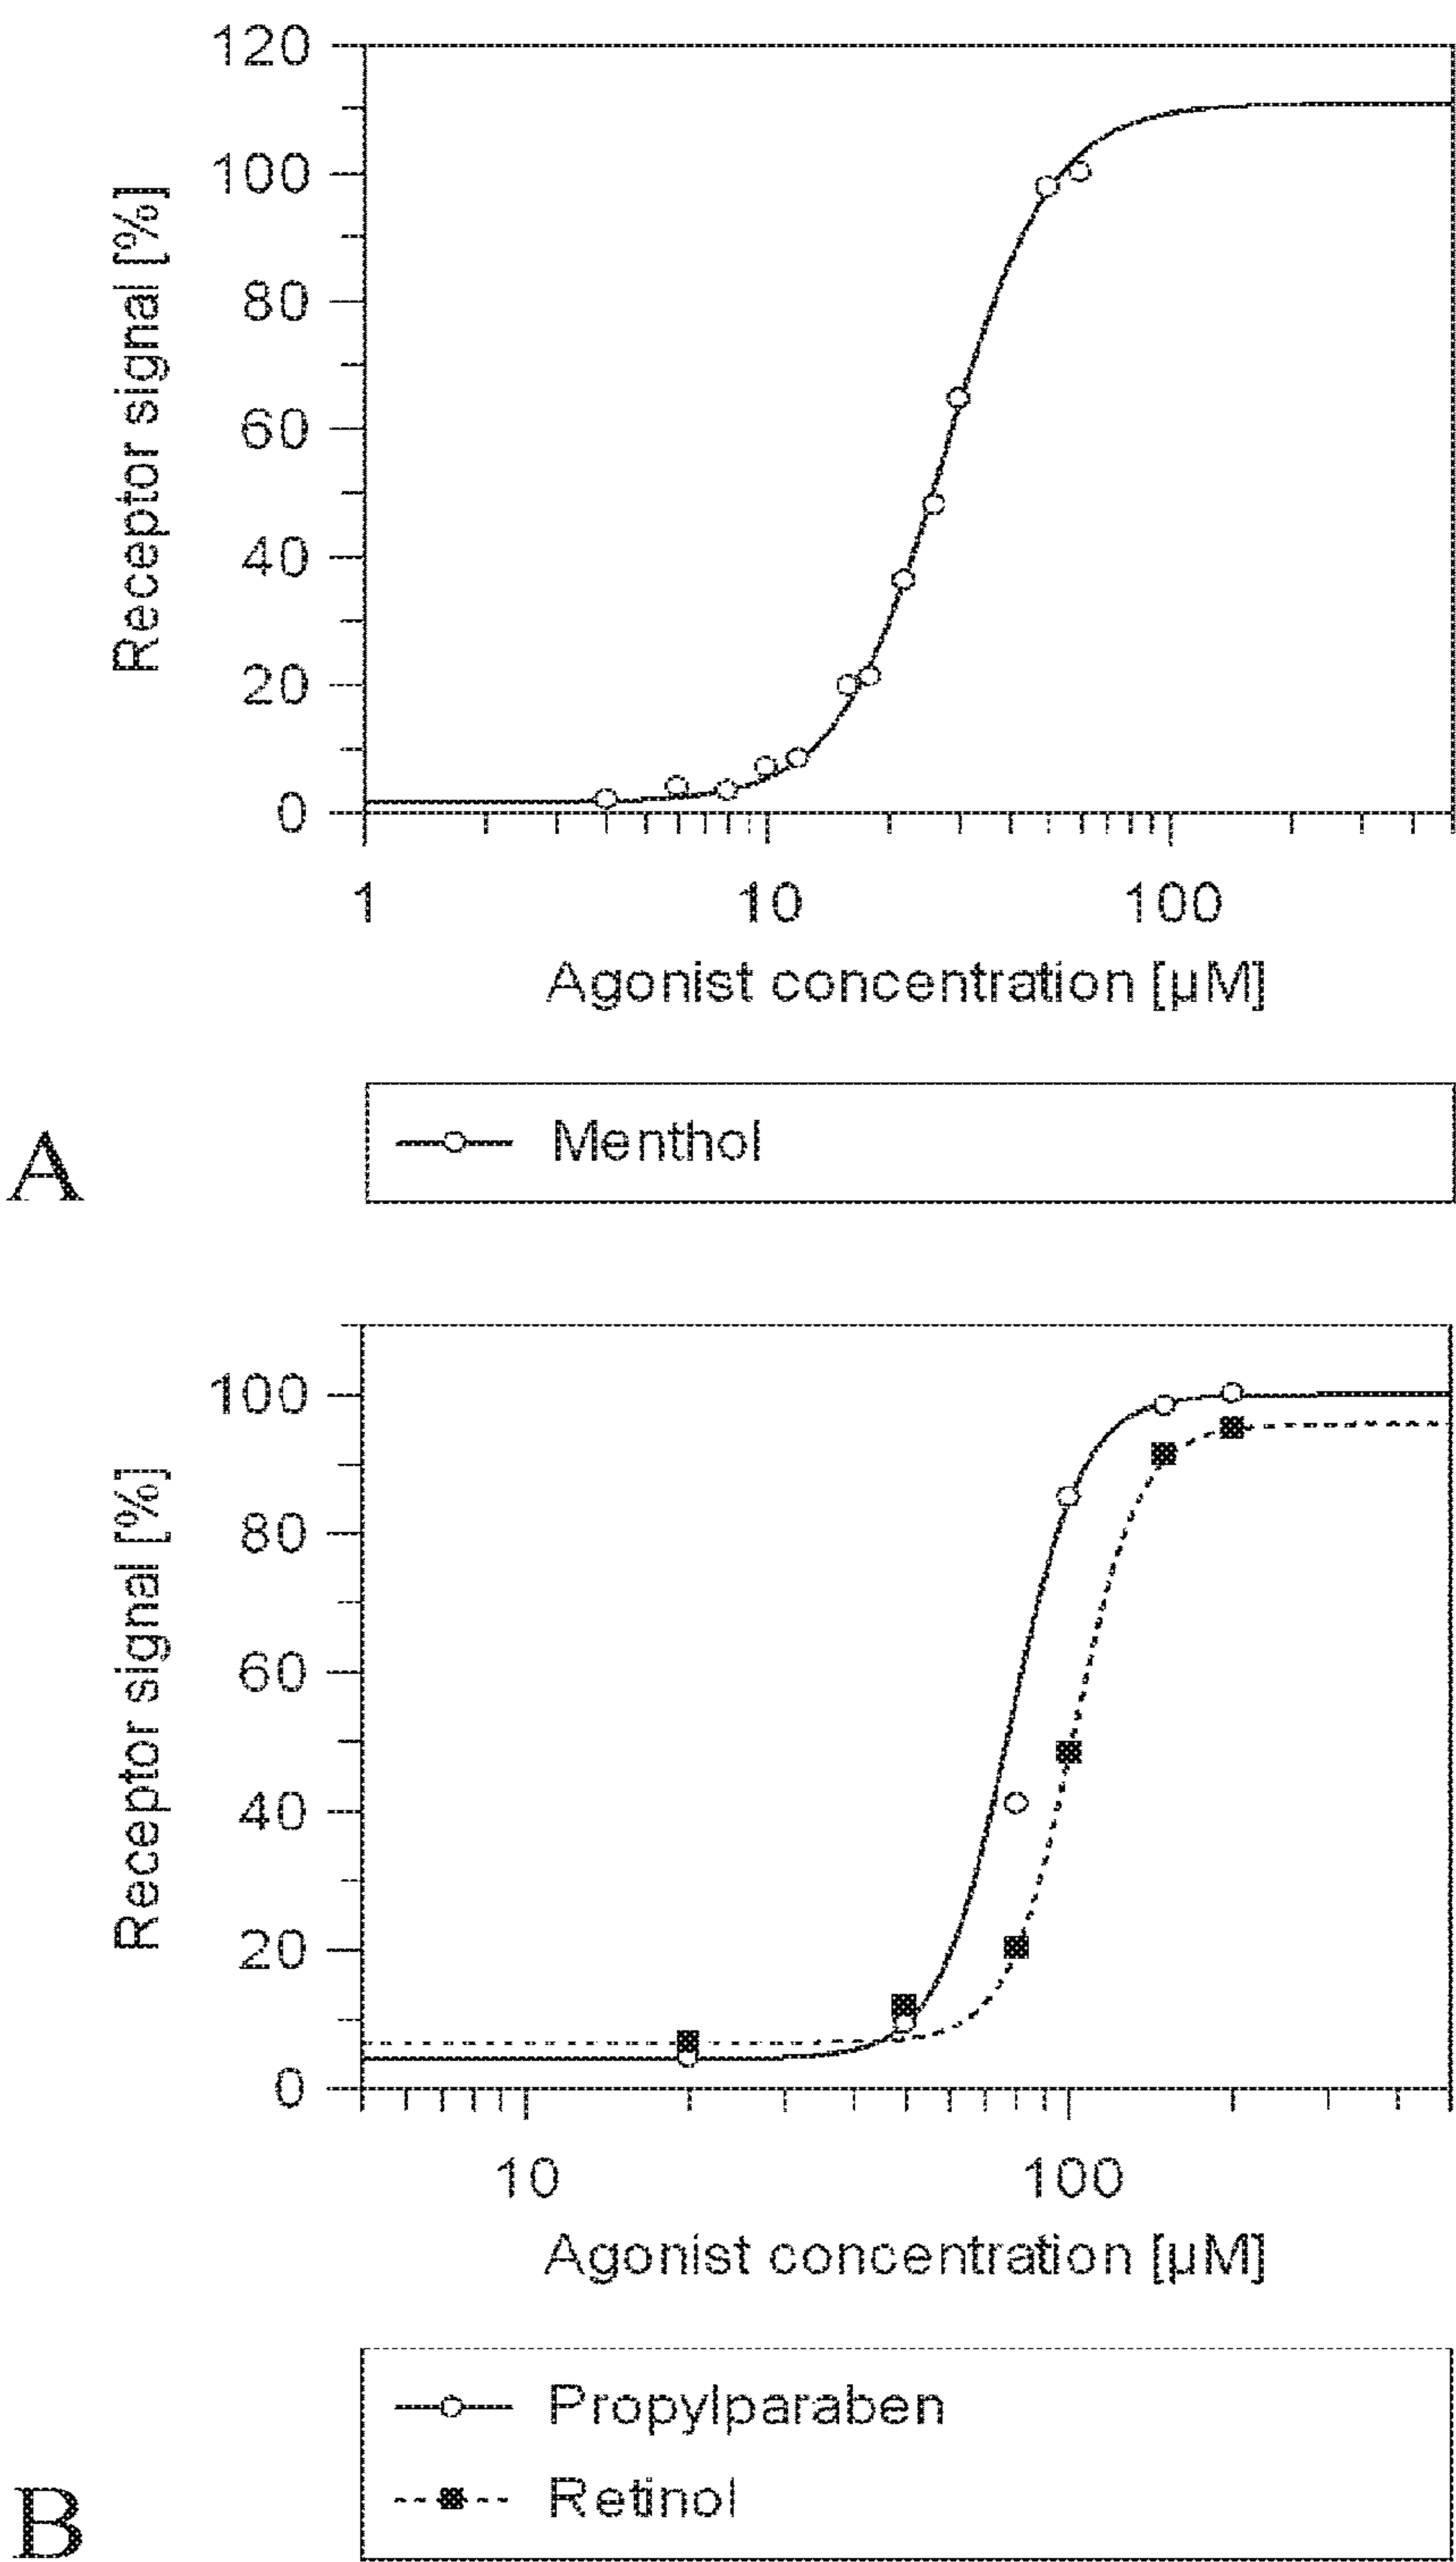 120
100
80
60
40
20
0
Receptor signal [%]
1 10 100
Agonist concentration [µM]
Menthol
A
100
80
60
40
20
0
Receptor signal [%]
10 100
Agonist concentration [µM]
Propylparaben
Retinol
B